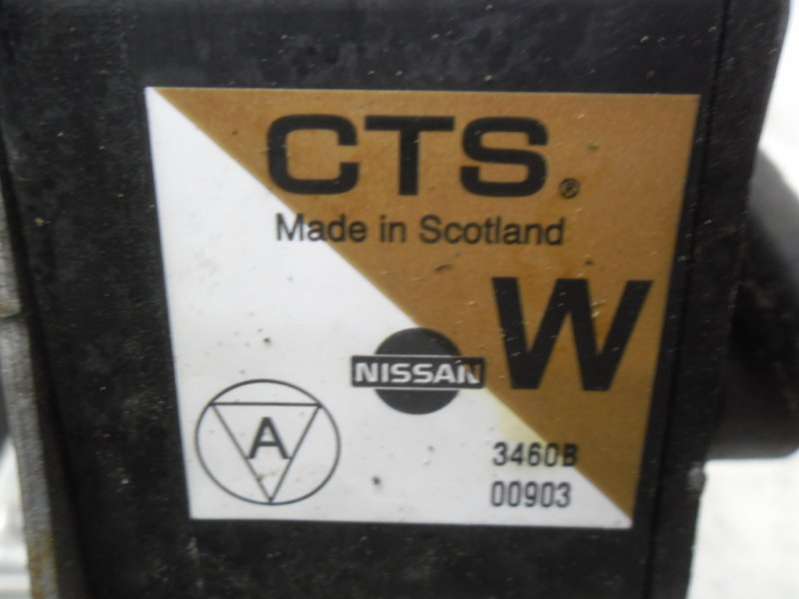 CTS®
Made in Scotland
W
NISSAN
A
3460B
00903